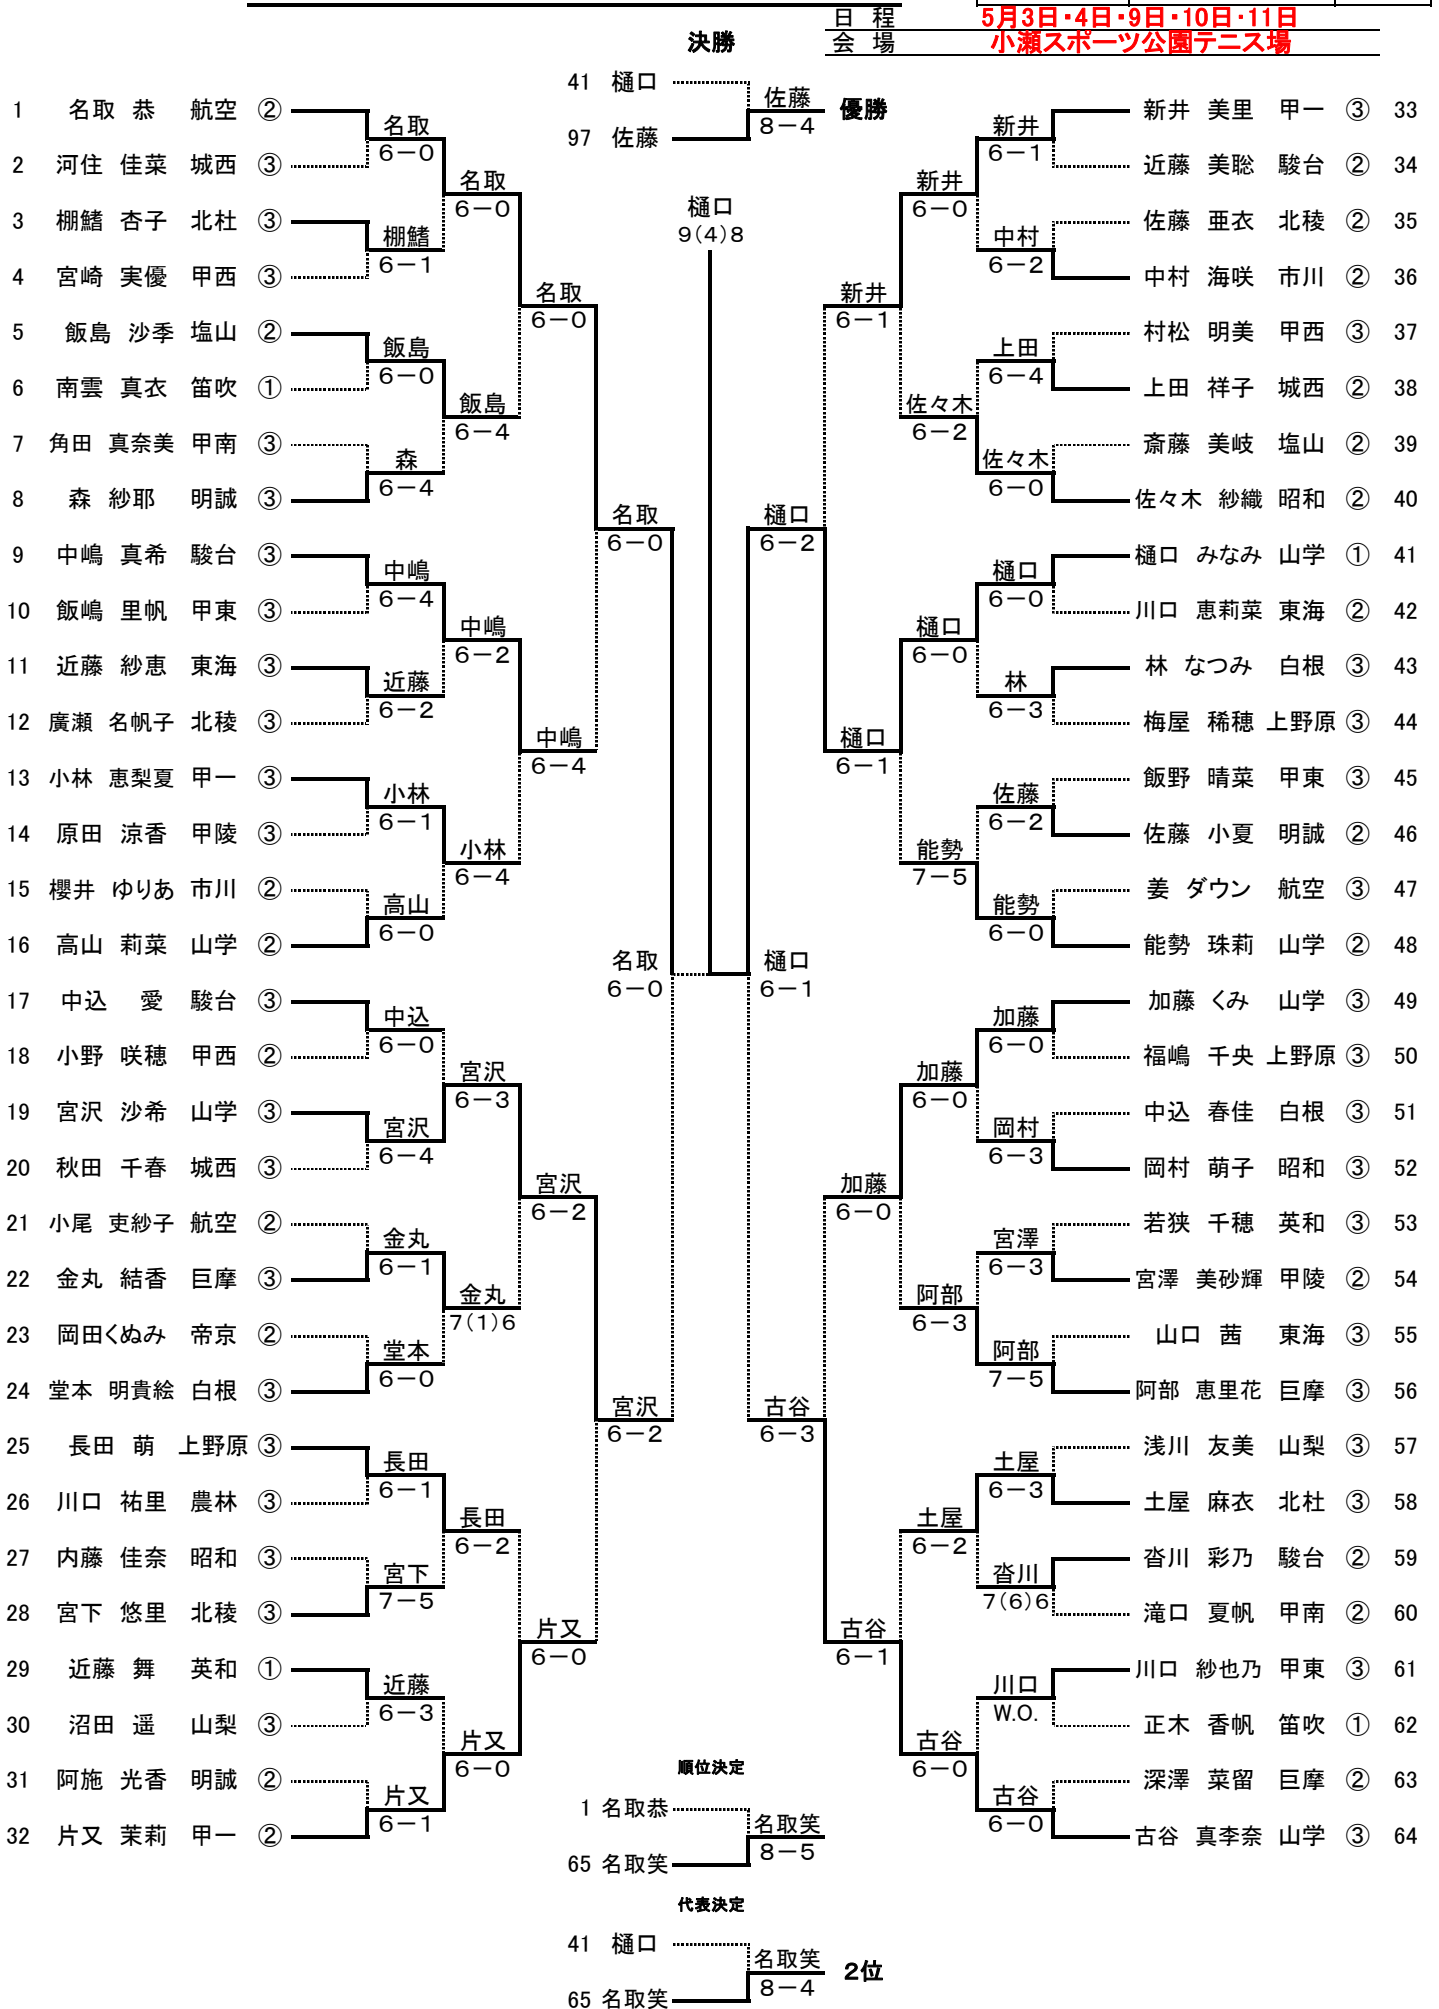 日 程 5月3日・4日・9日・10日・11日
会 場 小瀬スポーツ公園テニス場
決勝
41 樋口
97 佐藤
佐藤
8－4
優勝
樋口
9(4)8
1 名取 恭 航空 ②
2 河住 佳菜 城西 ③
3 棚鰭 杏子 北杜 ③
4 宮崎 実優 甲西 ③
5 飯島 沙季 塩山 ②
6 南雲 真衣 笛吹 ①
7 角田 真奈美 甲南 ③
8 森 紗耶 明誠 ③
9 中嶋 真希 駿台 ③
10 飯嶋 里帆 甲東 ③
11 近藤 紗恵 東海 ③
12 廣瀬 名帆子 北稜 ③
13 小林 恵梨夏 甲一 ③
14 原田 涼香 甲陵 ③
15 櫻井 ゆりあ 市川 ②
16 高山 莉菜 山学 ②
17 中込 愛 駿台 ③
18 小野 咲穂 甲西 ②
19 宮沢 沙希 山学 ③
20 秋田 千春 城西 ③
21 小尾 吏紗子 航空 ②
22 金丸 結香 巨摩 ③
23 岡田くぬみ 帝京 ②
24 堂本 明貴絵 白根 ③
25 長田 萌 上野原 ③
26 川口 祐里 農林 ③
27 内藤 佳奈 昭和 ③
28 宮下 悠里 北稜 ③
29 近藤 舞 英和 ①
30 沼田 遥 山梨 ③
31 阿施 光香 明誠 ②
32 片又 茉莉 甲一 ②
名取
6－0
棚鰭
6－1
飯島
6－0
森
6－4
中嶋
6－4
近藤
6－2
小林
6－1
高山
6－0
中込
6－0
宮沢
6－4
金丸
6－1
堂本
6－0
長田
6－1
宮下
7－5
近藤
6－3
片又
6－1
名取
6－0
飯島
6－4
中嶋
6－2
小林
6－4
宮沢
6－3
金丸
7(1)6
長田
6－2
片又
6－0
名取
6－0
中嶋
6－4
宮沢
6－2
片又
6－0
名取
6－0
宮沢
6－2
名取
6－0
樋口
6－1
樋口
6－2
古谷
6－3
新井
6－1
樋口
6－1
加藤
6－0
古谷
6－1
新井
6－0
佐々木
6－2
樋口
6－0
能勢
7－5
加藤
6－0
阿部
6－3
土屋
6－2
古谷
6－0
新井
6－1
中村
6－2
上田
6－4
佐々木
6－0
樋口
6－0
林
6－3
佐藤
6－2
能勢
6－0
加藤
6－0
岡村
6－3
宮澤
6－3
阿部
7－5
土屋
6－3
沓川
7(6)6
川口
W.O.
古谷
6－0
新井 美里 甲一 ③ 33
近藤 美聡 駿台 ② 34
佐藤 亜衣 北稜 ② 35
中村 海咲 市川 ② 36
村松 明美 甲西 ③ 37
上田 祥子 城西 ② 38
斎藤 美岐 塩山 ② 39
佐々木 紗織 昭和 ② 40
樋口 みなみ 山学 ① 41
川口 恵莉菜 東海 ② 42
林 なつみ 白根 ③ 43
梅屋 稀穂 上野原 ③ 44
飯野 晴菜 甲東 ③ 45
佐藤 小夏 明誠 ② 46
姜 ダウン 航空 ③ 47
能勢 珠莉 山学 ② 48
加藤 くみ 山学 ③ 49
福嶋 千央 上野原 ③ 50
中込 春佳 白根 ③ 51
岡村 萌子 昭和 ③ 52
若狭 千穂 英和 ③ 53
宮澤 美砂輝 甲陵 ② 54
山口 茜 東海 ③ 55
阿部 恵里花 巨摩 ③ 56
浅川 友美 山梨 ③ 57
土屋 麻衣 北杜 ③ 58
沓川 彩乃 駿台 ② 59
滝口 夏帆 甲南 ② 60
川口 紗也乃 甲東 ③ 61
正木 香帆 笛吹 ① 62
深澤 菜留 巨摩 ② 63
古谷 真李奈 山学 ③ 64
順位決定
1 名取恭
65 名取笑
名取笑
8－5
代表決定
41 樋口
65 名取笑
名取笑
8－4
2位